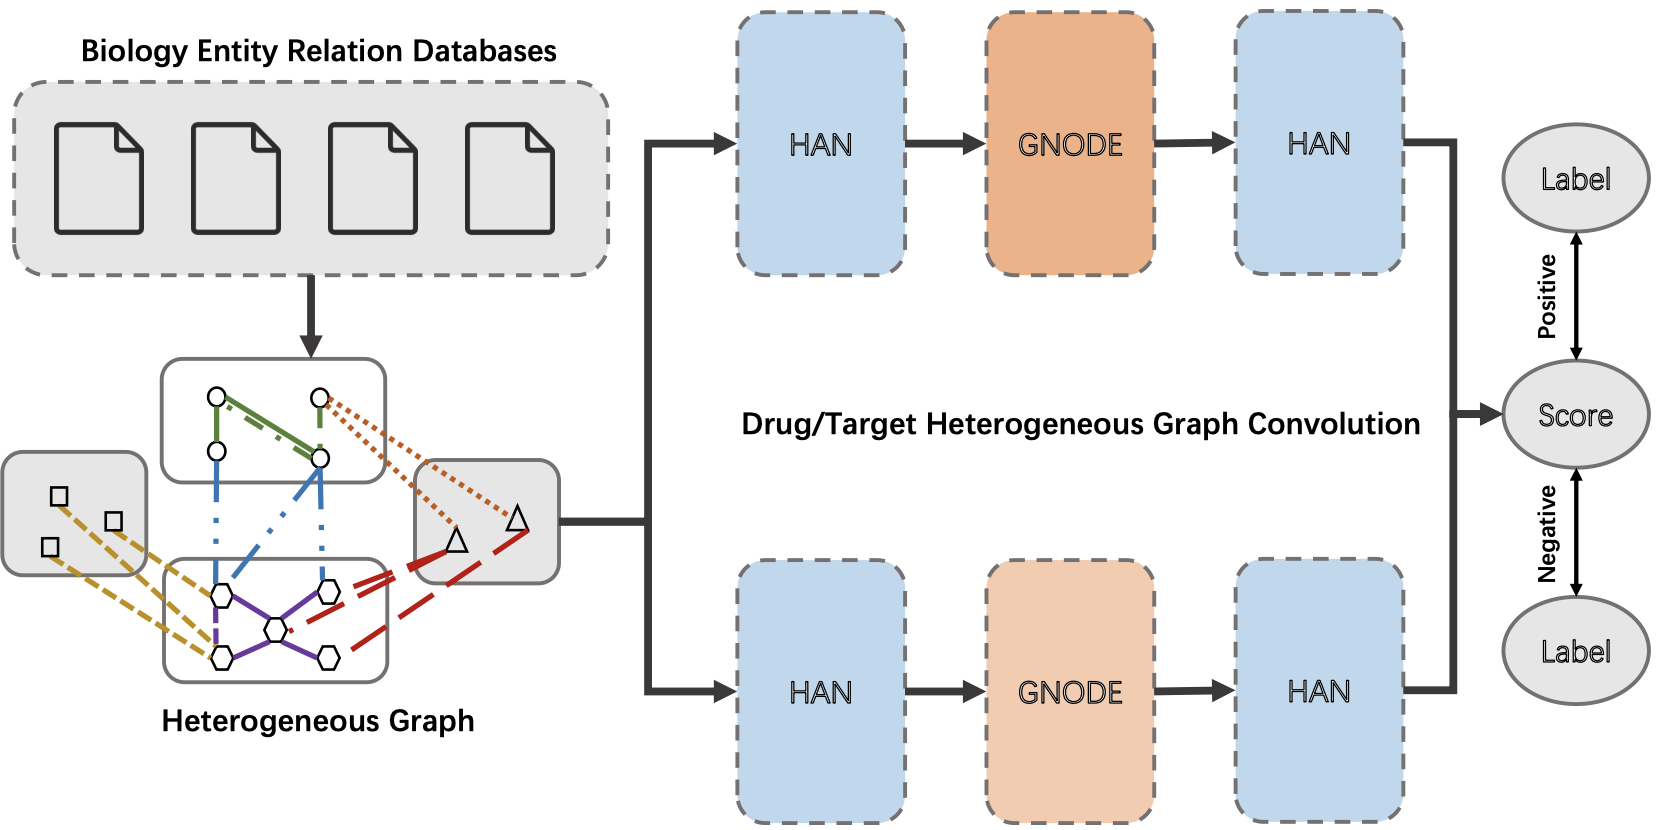 Biology Entity Relation Databases
HAN
GNODE
HAN
Label
Positive
Drug/Target Heterogeneous Graph Convolution
Score
Negative
Heterogeneous Graph
HAN
GNODE
HAN
Label